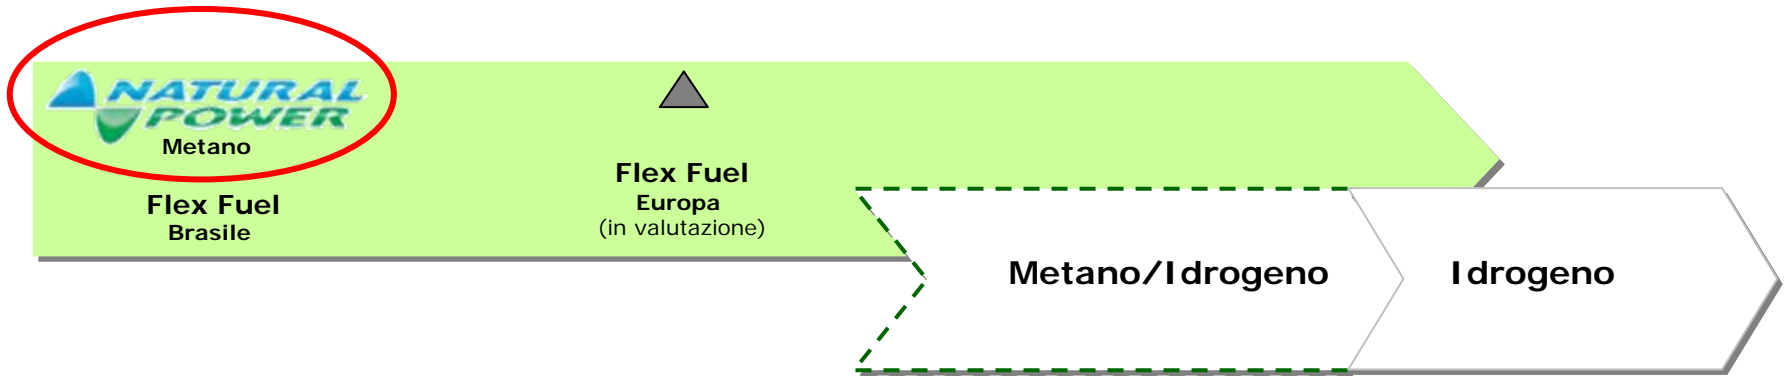 NATURAL
POWER
Metano
Flex Fuel
Brasile
Flex Fuel
Europa
(in valutazione)
Metano/Idrogeno
Idrogeno